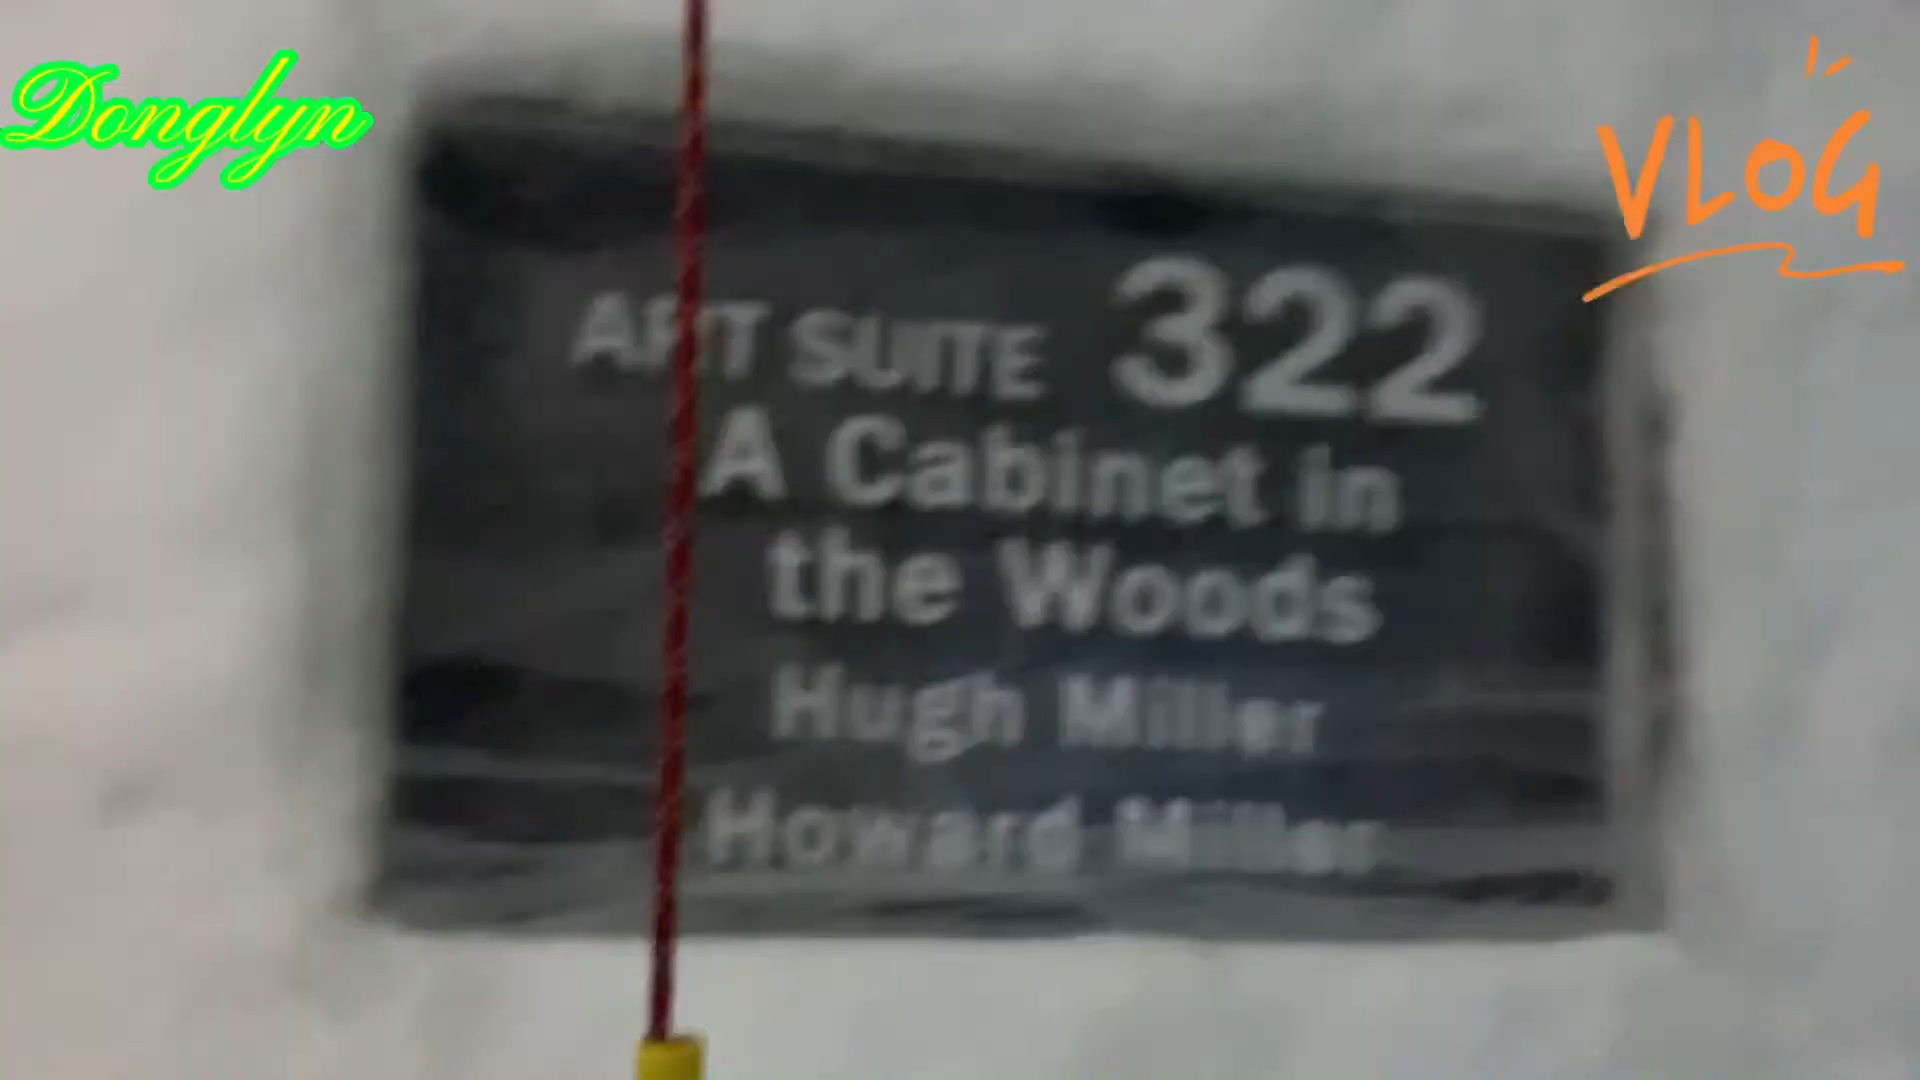 Donglyn
VLOG
ART SUITE 322
A Cabinet in
the Woods
Hugh Miller
Howard Miller